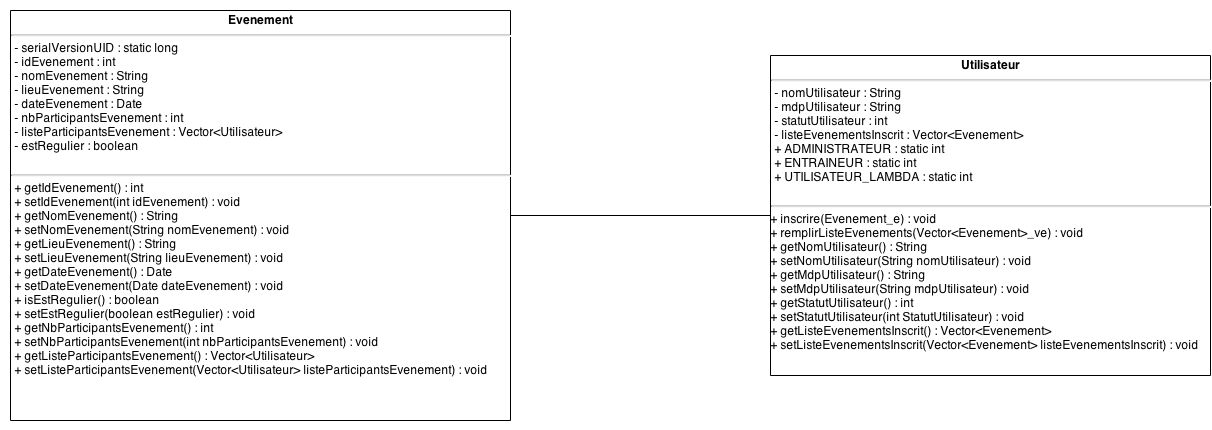 Evenement
- serialVersionUID : static long
- idEvenement : int
- nomEvenement : String
- lieuEvenement : String
- dateEvenement : Date
- nbParticipantsEvenement : int
- listeParticipantsEvenement : Vector<Utilisateur>
- estRegulier : boolean
+ getIdEvenement() : int
+ setIdEvenement(int idEvenement) : void
+ getNomEvenement() : String
+ setNomEvenement(String nomEvenement) : void
+ getLieuEvenement() : String
+ setLieuEvenement(String lieuEvenement) : void
+ getDateEvenement() : Date
+ setDateEvenement(Date dateEvenement) : void
+ isEstRegulier() : boolean
+ setEstRegulier(boolean estRegulier) : void
+ getNbParticipantsEvenement() : int
+ setNbParticipantsEvenement(int nbParticipantsEvenement) : void
+ getListeParticipantsEvenement() : Vector<Utilisateur>
+ setListeParticipantsEvenement(Vector<Utilisateur> listeParticipantsEvenement) : void
Utilisateur
- nomUtilisateur : String
- mdpUtilisateur : String
- statutUtilisateur : int
- listeEvenementsInscrit : Vector<Evenement>
+ ADMINISTRATEUR : static int
+ ENTRAINEUR : static int
+ UTILISATEUR_LAMBDA : static int
+ inscrire(Evenement_e) : void
+ remplirListeEvenements(Vector<Evenement>_ve) : void
+ getNomUtilisateur() : String
+ setNomUtilisateur(String nomUtilisateur) : void
+ getMdpUtilisateur() : String
+ setMdpUtilisateur(String mdpUtilisateur) : void
+ getStatutUtilisateur() : int
+ setStatutUtilisateur(int StatutUtilisateur) : void
+ getListeEvenementsInscrit() : Vector<Evenement>
+ setListeEvenementsInscrit(Vector<Evenement> listeEvenementsInscrit) : void